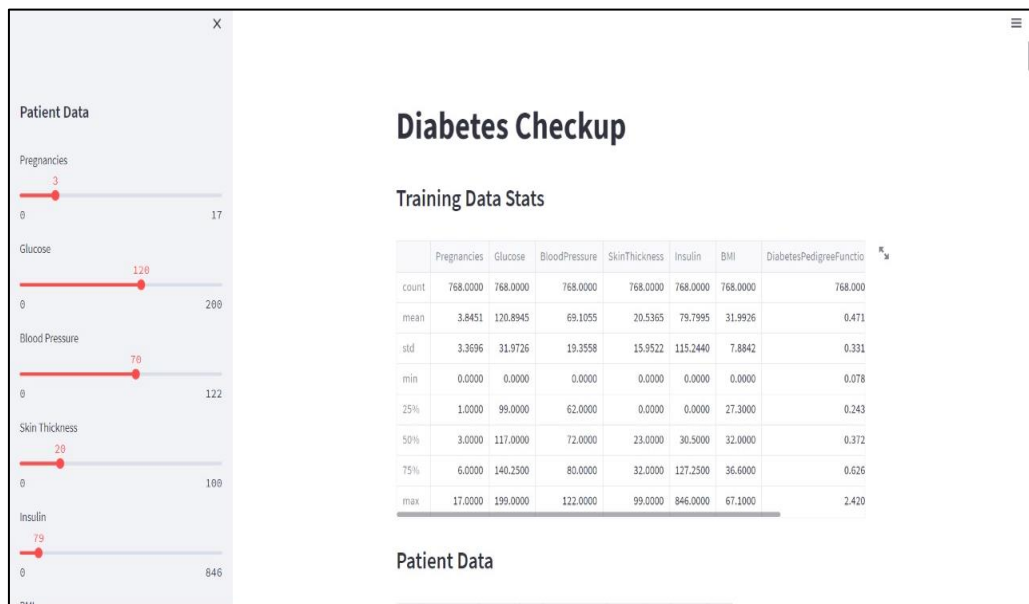 X
Patient Data
Pregnancies
3
0 17
Glucose
120
0 200
Blood Pressure
70
0 122
Skin Thickness
20
0 100
Insulin
79
0 846
BMI
Diabetes Checkup
Training Data Stats
Pregnancies Glucose BloodPressure SkinThickness Insulin BMI DiabetesPedigreeFunctio
count 768.0000 768.0000 768.0000 768.0000 768.0000 768.0000 768.000
mean 3.8451 120.8945 69.1055 20.5365 79.7995 31.9926 0.471
std 3.3696 31.9726 19.3558 15.9522 115.2440 7.8842 0.331
min 0.0000 0.0000 0.0000 0.0000 0.0000 0.0000 0.078
25% 1.0000 99.0000 62.0000 0.0000 0.0000 27.3000 0.243
50% 3.0000 117.0000 72.0000 23.0000 30.5000 32.0000 0.372
75% 6.0000 140.2500 80.0000 32.0000 127.2500 36.6000 0.626
max 17.0000 199.0000 122.0000 99.0000 846.0000 67.1000 2.420
Patient Data